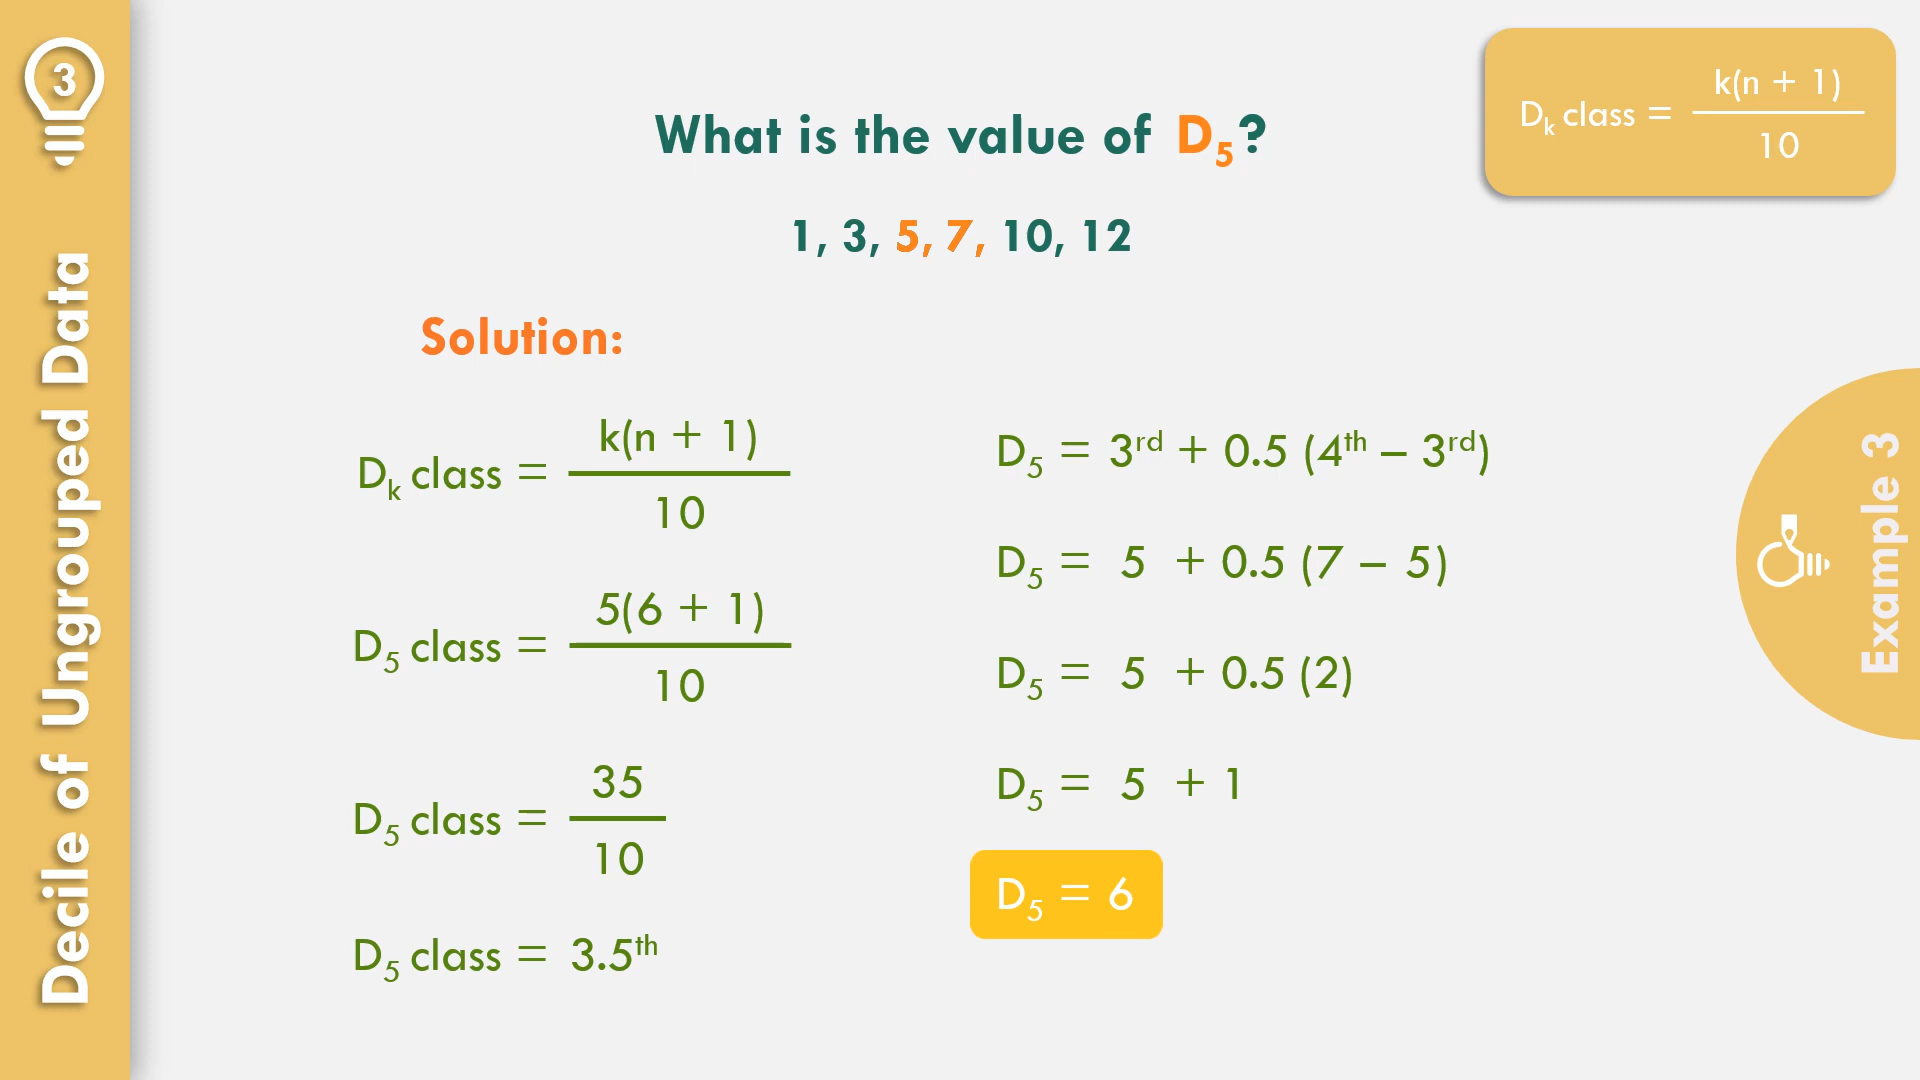 3
Decile of Ungrouped Data
What is the value of D₅?
1, 3, 5, 7, 10, 12
Dₖ class = k(n + 1) / 10
Solution:
Dₖ class = k(n + 1) / 10
D₅ class = 5(6 + 1) / 10
D₅ class = 35 / 10
D₅ class = 3.5ᵗʰ
D₅ = 3ʳᵈ + 0.5 (4ᵗʰ – 3ʳᵈ)
D₅ = 5 + 0.5 (7 – 5)
D₅ = 5 + 0.5 (2)
D₅ = 5 + 1
D₅ = 6
Example 3